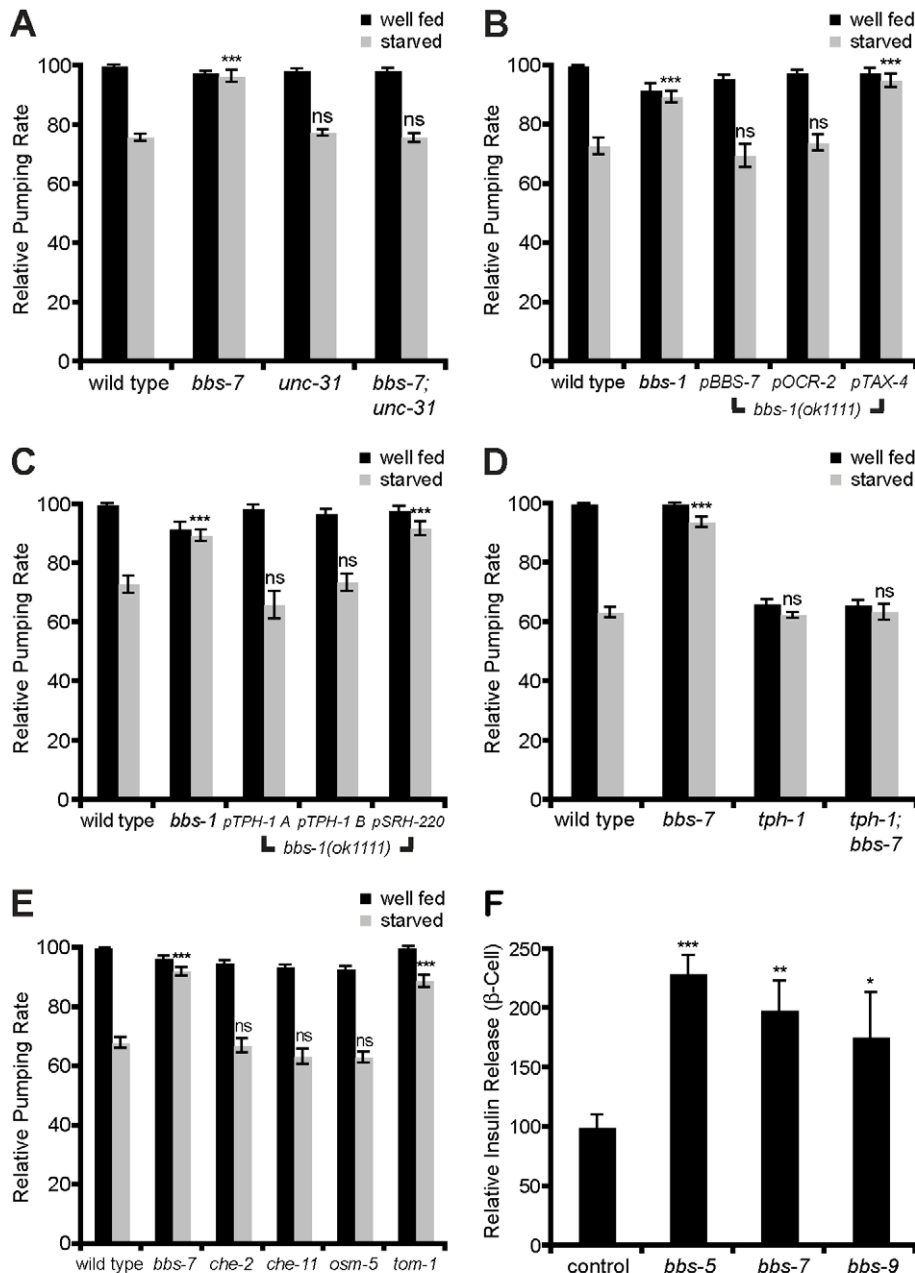 A
well fed
starved
Relative Pumping Rate
100
80
60
40
20
0
***
ns
ns
wild type
bbs-7
unc-31
bbs-7;
unc-31
B
well fed
starved
Relative Pumping Rate
100
80
60
40
20
0
***
ns
ns
***
wild type
bbs-1
pBBS-7
pOCR-2
pTAX-4
bbs-1(ok1111)
C
well fed
starved
Relative Pumping Rate
100
80
60
40
20
0
***
ns
ns
***
wild type
bbs-1
pTPH-1 A
pTPH-1 B
pSRH-220
bbs-1(ok1111)
D
well fed
starved
Relative Pumping Rate
100
80
60
40
20
0
***
ns
ns
wild type
bbs-7
tph-1
tph-1;
bbs-7
E
well fed
starved
Relative Pumping Rate
100
80
60
40
20
0
***
ns
ns
ns
***
wild type
bbs-7
che-2
che-11
osm-5
tom-1
F
Relative Insulin Release (β-Cell)
250
200
150
100
50
0
***
**
*
control
bbs-5
bbs-7
bbs-9